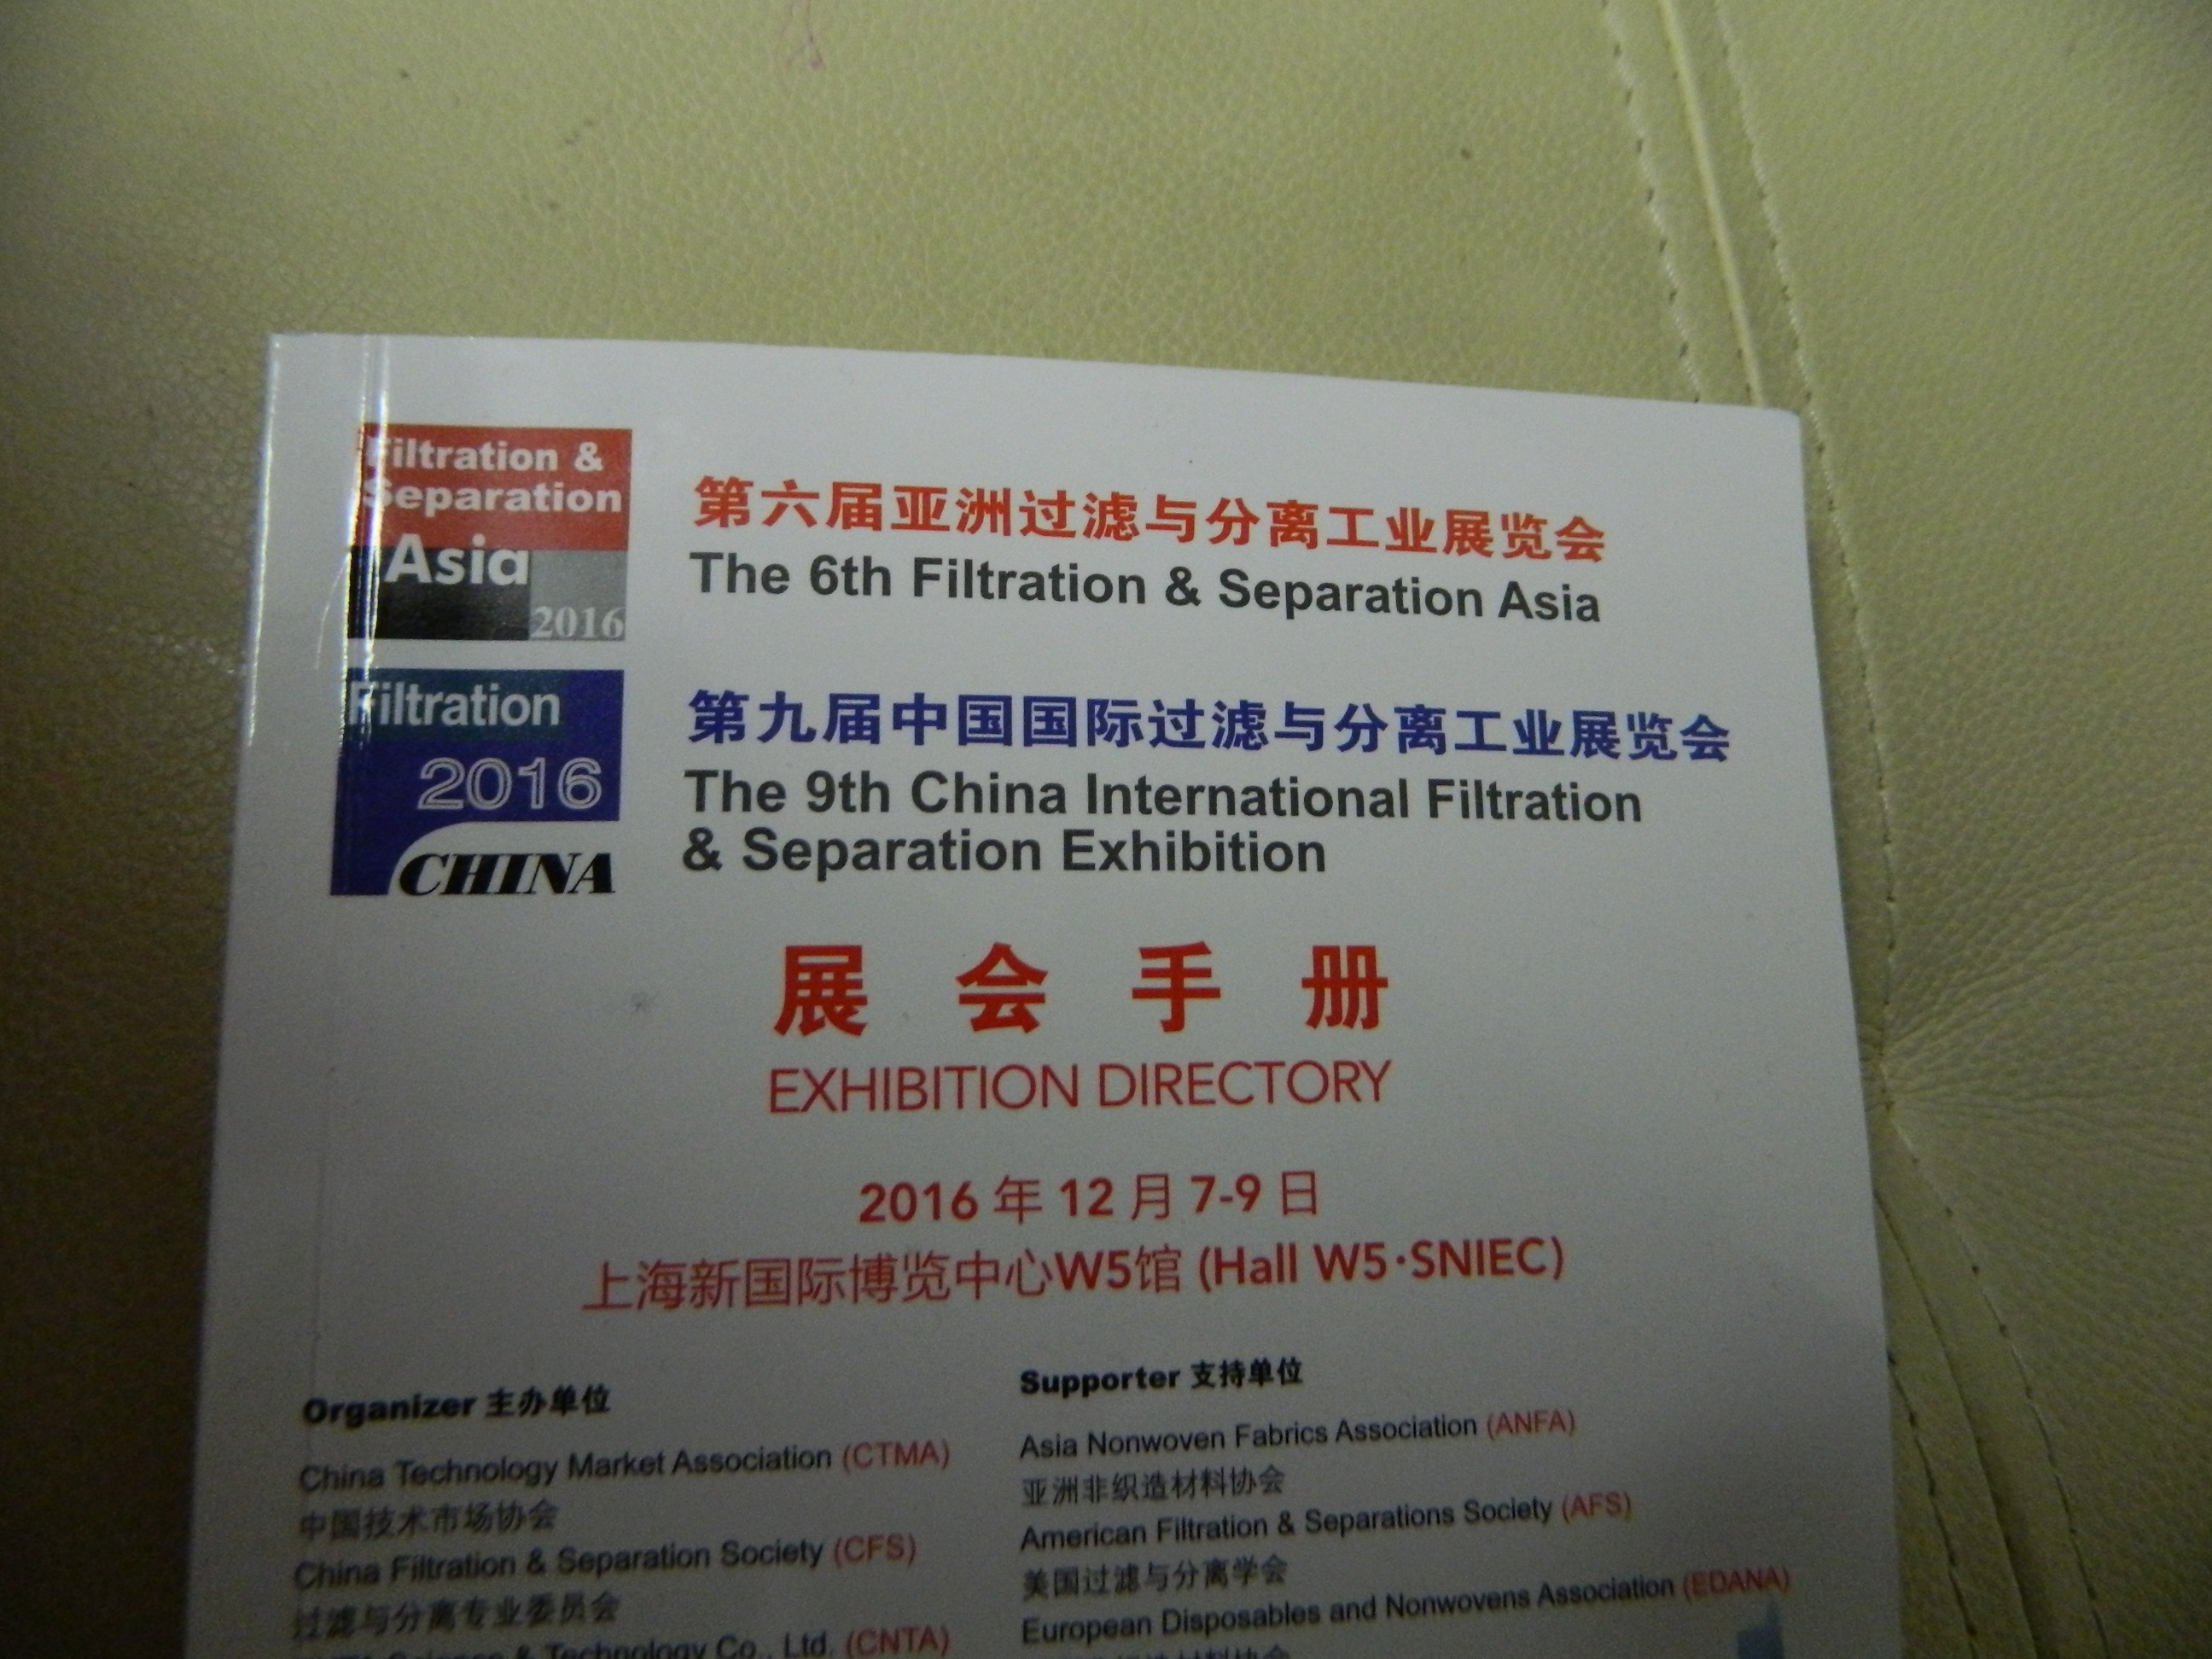 Filtration &
Separation
Asia
2016
第六届亚洲过滤与分离工业展览会
The 6th Filtration & Separation Asia
Filtration
2016
CHINA
第九届中国国际过滤与分离工业展览会
The 9th China International Filtration
& Separation Exhibition
展会手册
EXHIBITION DIRECTORY
2016 年 12 月 7-9 日
上海新国际博览中心W5馆 (Hall W5·SNIEC)
Organizer 主办单位
China Technology Market Association (CTMA)
中国技术市场协会
China Filtration & Separation Society (CFS)
过滤与分离专业委员会
Science & Technology Co., Ltd. (CNTA)
Supporter 支持单位
Asia Nonwoven Fabrics Association (ANFA)
亚洲非织造材料协会
American Filtration & Separations Society (AFS)
美国过滤与分离学会
European Disposables and Nonwovens Association (EDANA)